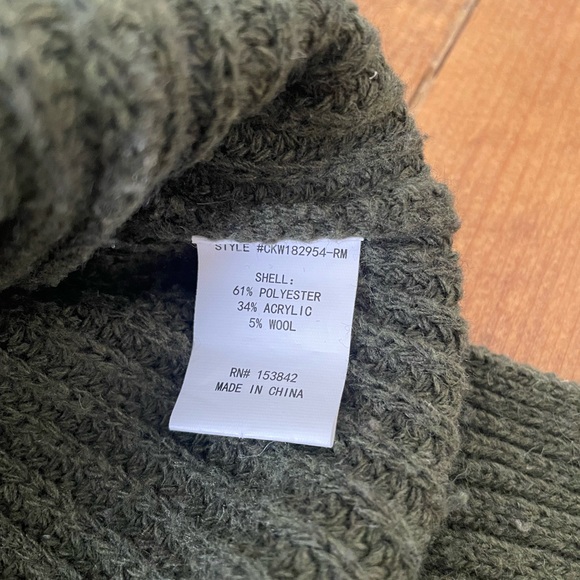 STYLE #CKW182954-RM
SHELL:
61% POLYESTER
34% ACRYLIC
5% WOOL
RN# 153842
MADE IN CHINA